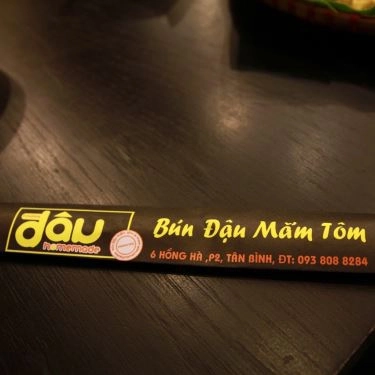 đậu
homemade
Bún Đậu Mắm Tôm
6 HỒNG HÀ ,P2, TÂN BÌNH, ĐT: 093 808 8284